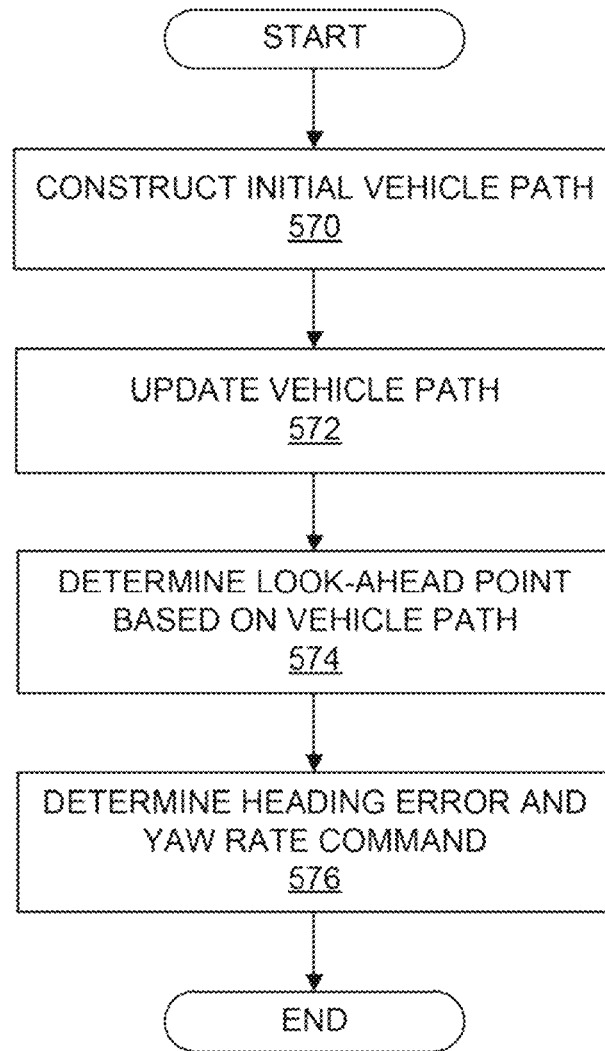 START
CONSTRUCT INITIAL VEHICLE PATH
570
UPDATE VEHICLE PATH
572
DETERMINE LOOK-AHEAD POINT
BASED ON VEHICLE PATH
574
DETERMINE HEADING ERROR AND
YAW RATE COMMAND
576
END